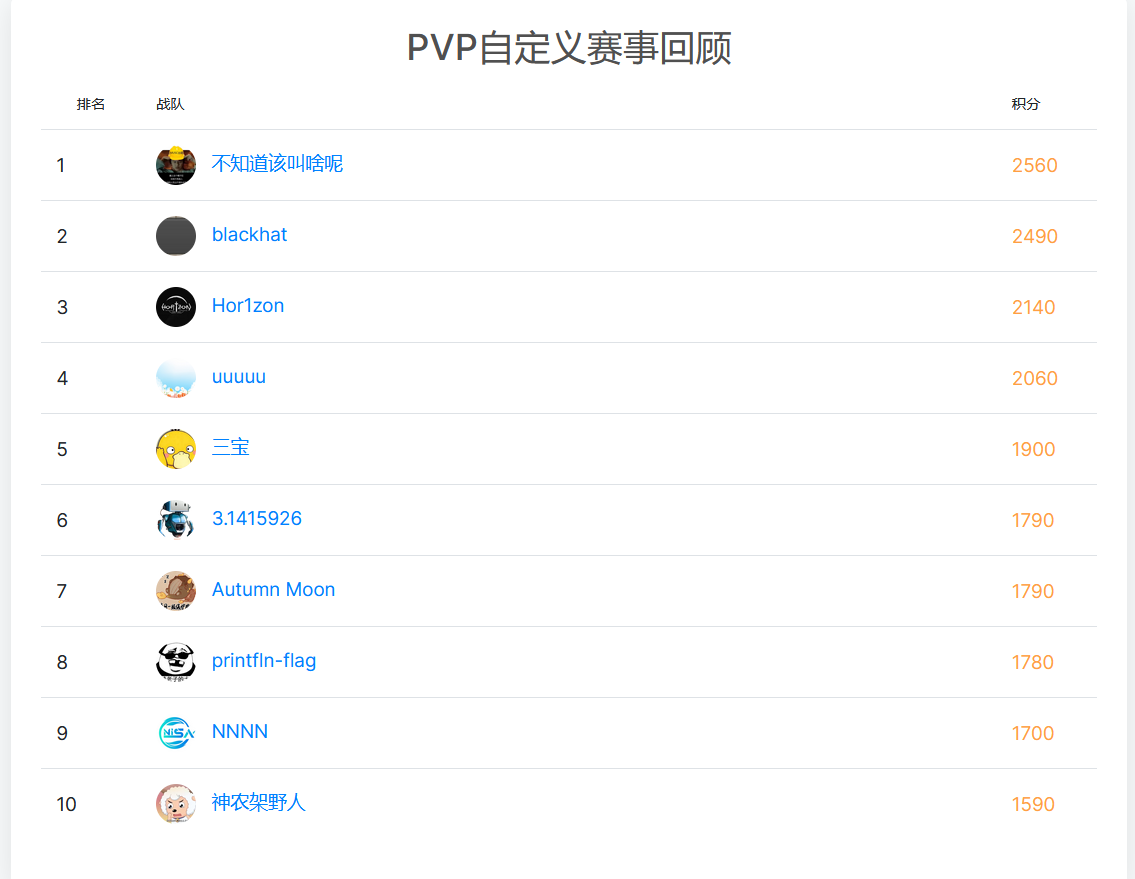 PVP自定义赛事回顾
排名 战队 积分
1 不知道该叫啥呢 2560
2 blackhat 2490
3 Hor1zon 2140
4 uuuuu 2060
5 三宝 1900
6 3.1415926 1790
7 Autumn Moon 1790
8 printfln-flag 1780
9 NISA NNNN 1700
10 神农架野人 1590